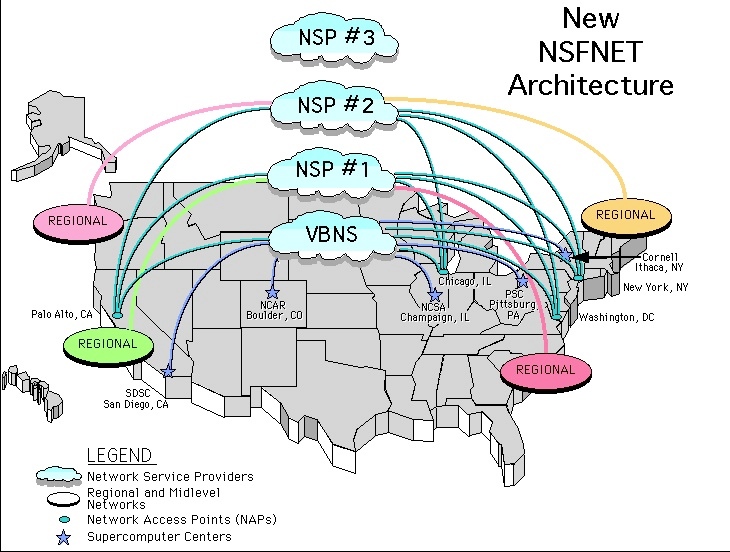 New
NSFNET
Architecture
NSP #3
NSP #2
NSP #1
VBNS
REGIONAL
REGIONAL
REGIONAL
REGIONAL
Cornell
Ithaca, NY
New York, NY
Chicago, IL
NCAR
Boulder, CO
NCSA
Champaign, IL
PSC
Pittsburg
PA
Washington, DC
Palo Alto, CA
SDSC
San Diego, CA
LEGEND
Network Service Providers
Regional and Midlevel
Networks
Network Access Points (NAPs)
Supercomputer Centers